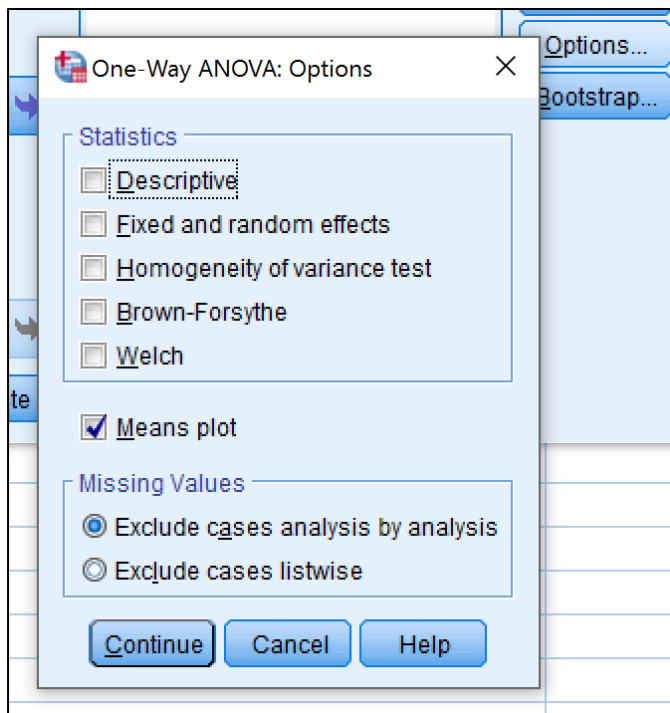 Options...
One-Way ANOVA: Options
Bootstrap...
Statistics
Descriptive
Fixed and random effects
Homogeneity of variance test
Brown-Forsythe
Welch
te
Means plot
Missing Values
Exclude cases analysis by analysis
Exclude cases listwise
Continue Cancel Help